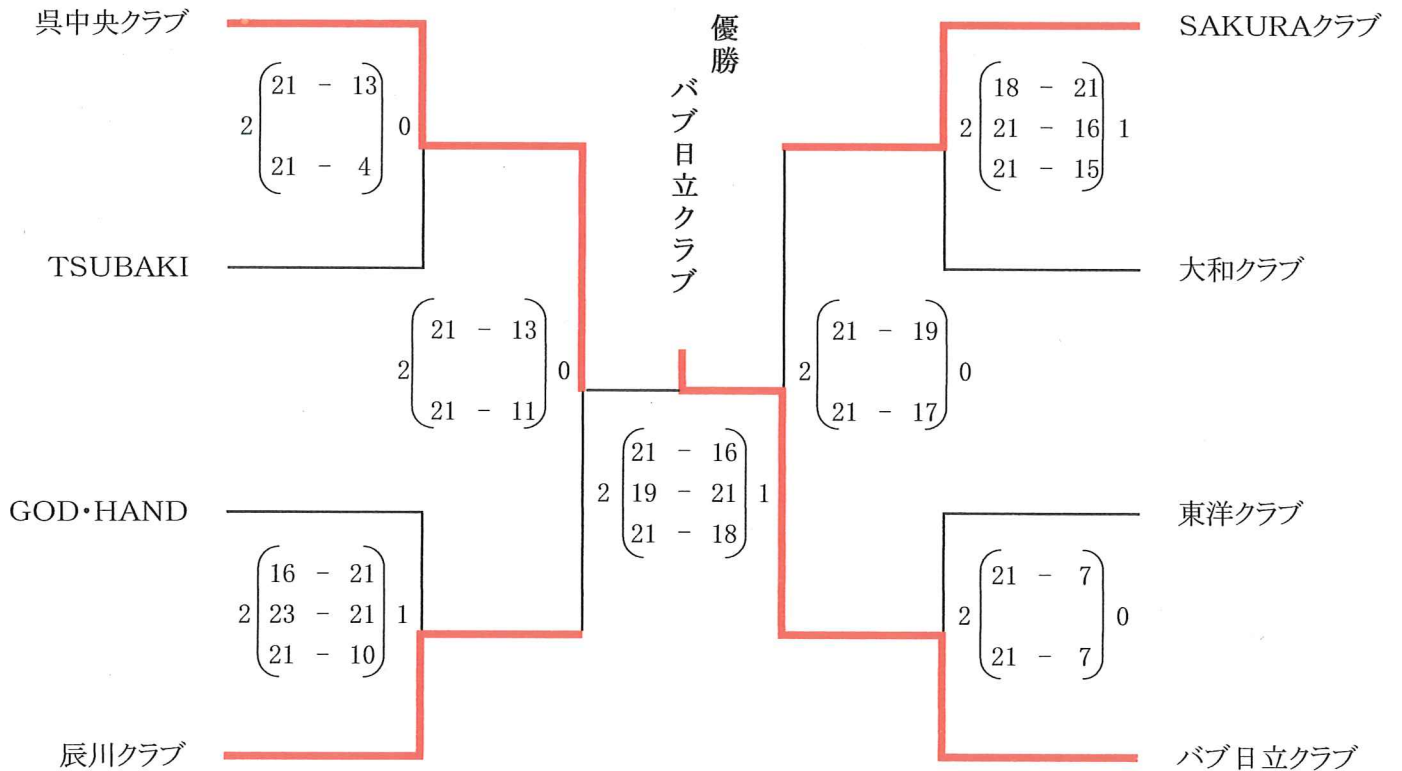 呉中央クラブ
2
21 - 13
21 - 4
0
TSUBAKI
2
21 - 13
21 - 11
0
GOD・HAND
2
16 - 21
23 - 21
21 - 10
1
辰川クラブ
優勝
バブ日立クラブ
2
21 - 16
19 - 21
21 - 18
1
SAKURAクラブ
2
18 - 21
21 - 16
21 - 15
1
大和クラブ
2
21 - 19
21 - 17
0
東洋クラブ
2
21 - 7
21 - 7
0
バブ日立クラブ